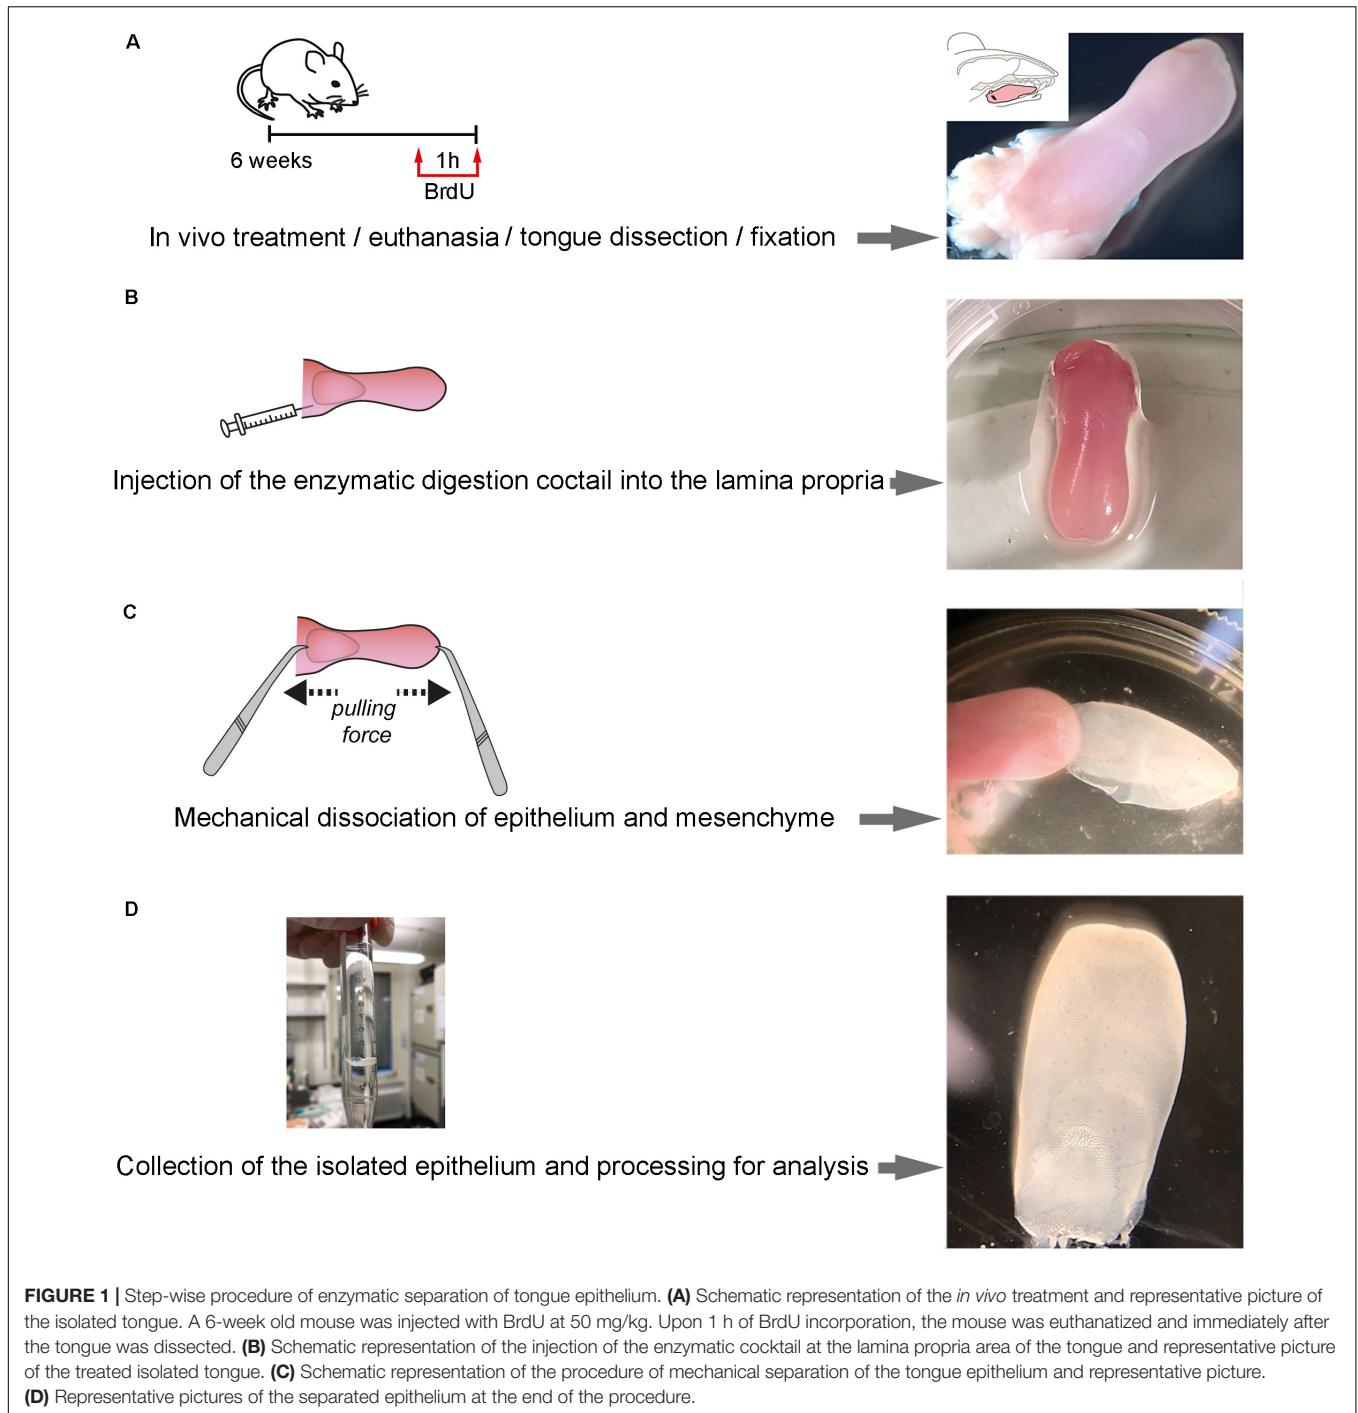 A
6 weeks
1h
BrdU
In vivo treatment / euthanasia / tongue dissection / fixation
B
Injection of the enzymatic digestion coctail into the lamina propria
C
pulling
force
12
Mechanical dissociation of epithelium and mesenchyme
D
Collection of the isolated epithelium and processing for analysis
FIGURE 1 | Step-wise procedure of enzymatic separation of tongue epithelium. (A) Schematic representation of the in vivo treatment and representative picture of
the isolated tongue. A 6-week old mouse was injected with BrdU at 50 mg/kg. Upon 1 h of BrdU incorporation, the mouse was euthanatized and immediately after
the tongue was dissected. (B) Schematic representation of the injection of the enzymatic cocktail at the lamina propria area of the tongue and representative picture
of the treated isolated tongue. (C) Schematic representation of the procedure of mechanical separation of the tongue epithelium and representative picture.
(D) Representative pictures of the separated epithelium at the end of the procedure.